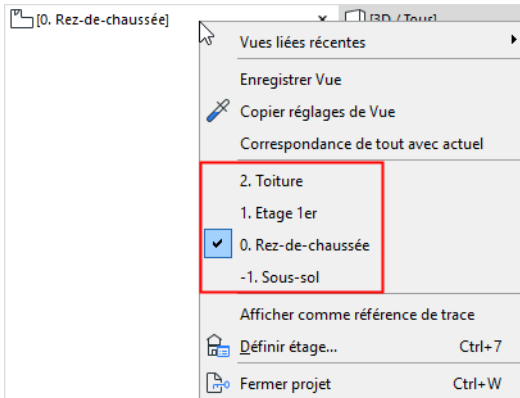 [0. Rez-de-chaussée]
[3D / Tous]
Vues liées récentes
Enregistrer Vue
Copier réglages de Vue
Correspondance de tout avec actuel
2. Toiture
1. Etage 1er
0. Rez-de-chaussée
-1. Sous-sol
Afficher comme référence de trace
Définir étage... Ctrl+7
Fermer projet Ctrl+W